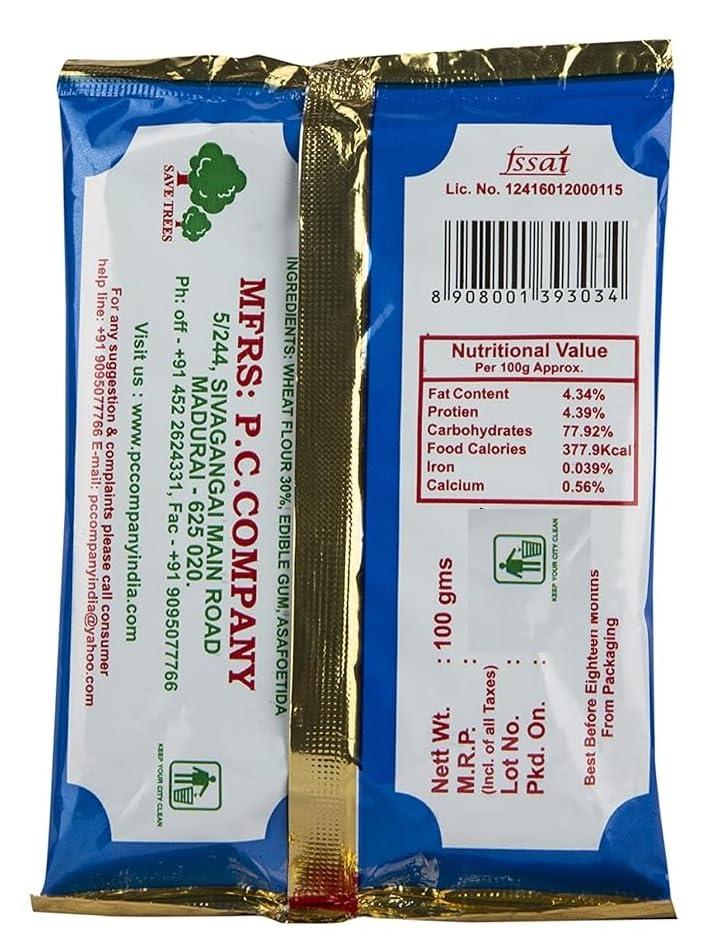 SAVE TREES
INGREDIENTS: WHEAT FLOUR 30%, EDIBLE GUM, ASAFOETIDA
MFRS: P.C.COMPANY
5/244, SIVAGANGAI MAIN ROAD
MADURAI - 625 020.
Ph: off - +91 452 2624331, Fac - +91 9095077766
Visit us : www.pccompanyindia.com
For any suggestion & complaints please call consumer
help line: +91 9095077766 E-mail: pccompanyindia@yahoo.com
KEEP YOUR CITY CLEAN
fssai
Lic. No. 12416012000115
8 908001 393034
Nutritional Value
Per 100g Approx.
Fat Content 4.34%
Protien 4.39%
Carbohydrates 77.92%
Food Calories 377.9Kcal
Iron 0.039%
Calcium 0.56%
KEEP YOUR CITY CLEAN
Nett Wt. : 100 gms
M.R.P. :
(Incl. of all Taxes)
Lot No. :
Pkd. On. :
Best Before Eighteen Months
From Packaging